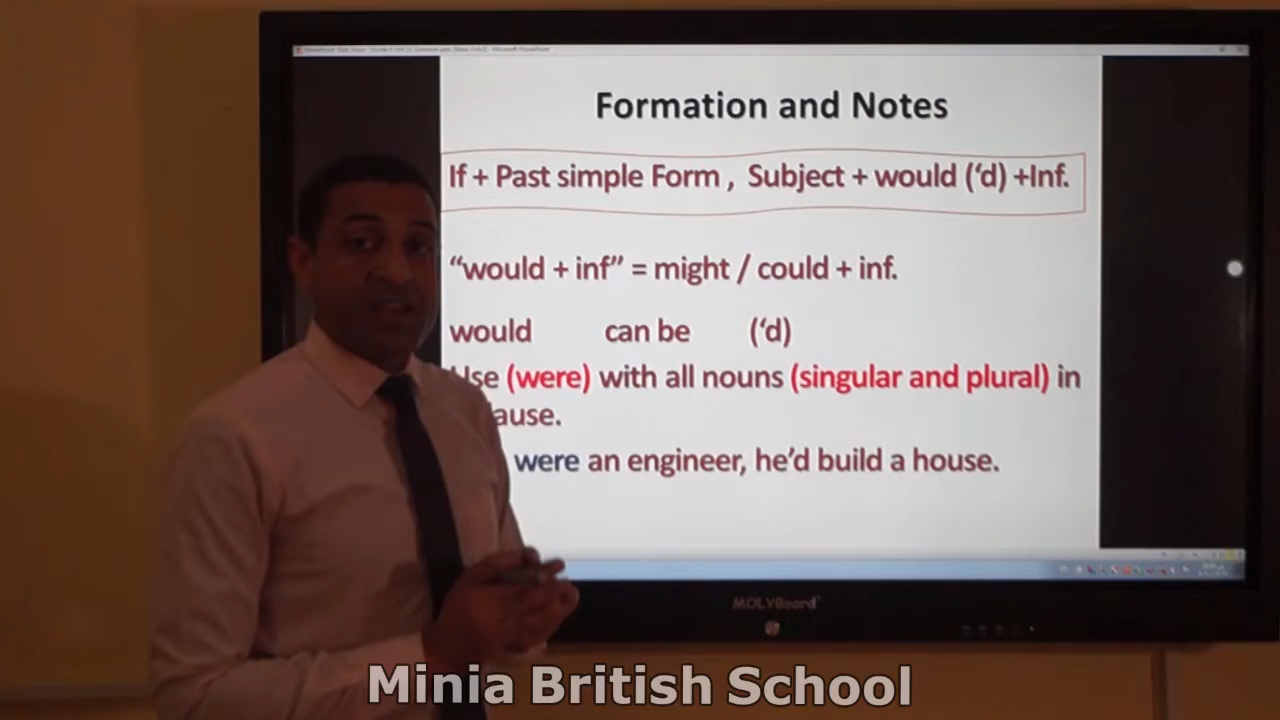 Formation and Notes
If + Past simple Form , Subject + would (‘d) +Inf.
“would + inf” = might / could + inf.
would can be (‘d)
Use (were) with all nouns (singular and plural) in
were an engineer, he’d build a house.
MOLYBoard
Minia British School